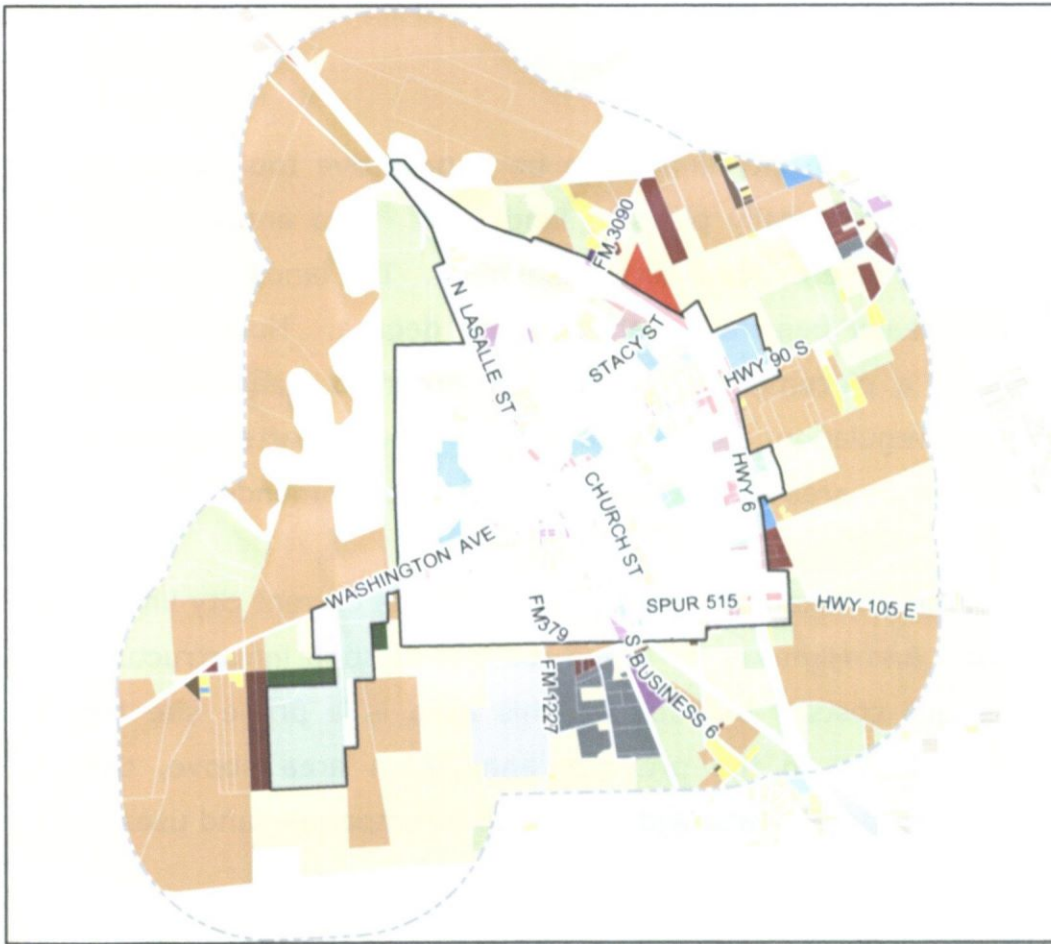 FM 3090
N LASALLE ST
STACY ST
HWY 90 S
HWY 6
CHURCH ST
WASHINGTON AVE
SPUR 515
HWY 105 E
FM 379
S BUSINESS 6
FM 1227